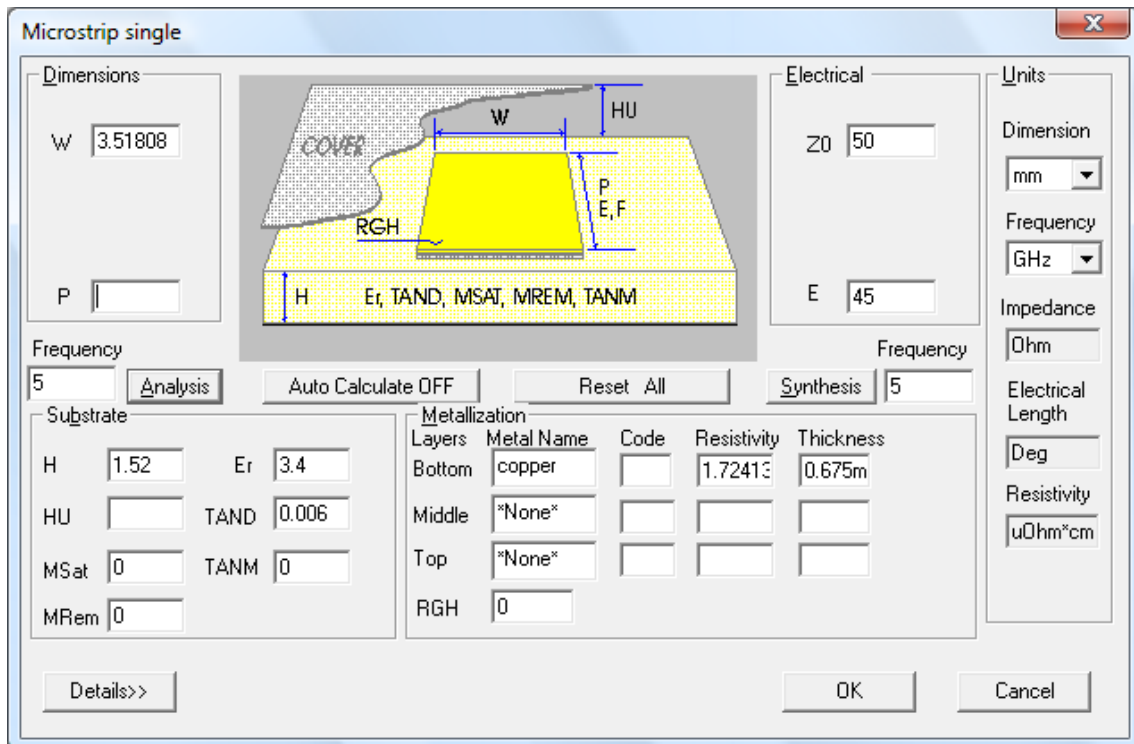 Microstrip single
Dimensions
W 3.51808
P
COVER
W
HU
P
E,F
RGH
H Er, TAND, MSAT, MREM, TANM
Electrical
Z0 50
E 45
Units
Dimension
mm
Frequency
GHz
Impedance
Ohm
Electrical
Length
Deg
Resistivity
uOhm*cm
Frequency
5 Analysis
Auto Calculate OFF
Reset All
Frequency
Synthesis 5
Substrate
H 1.52 Er 3.4
HU TAND 0.006
MSat 0 TANM 0
MRem 0
Metallization
Layers Metal Name Code Resistivity Thickness
Bottom copper 1.72413 0.675m
Middle *None*
Top *None*
RGH 0
Details>>
OK
Cancel